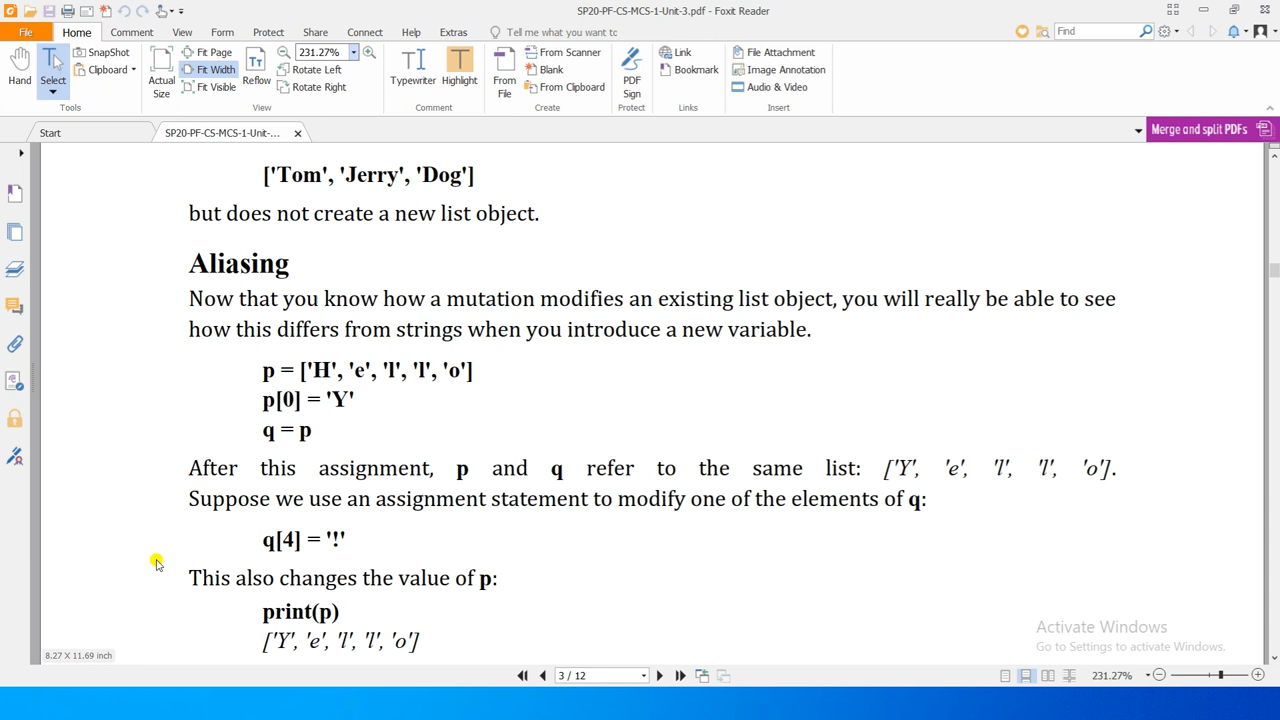 SP20-PF-CS-MCS-1-Unit-3.pdf - Foxit Reader
File Home Comment View Form Protect Share Connect Help Extras Tell me what you want tc Find
Hand Select SnapShot Clipboard Tools
Actual Size Fit Page Fit Width Fit Visible Reflow 231.27% Rotate Left Rotate Right View
Typewriter Highlight Comment
From File From Scanner Blank From Clipboard Create
PDF Sign Protect
Link Bookmark Links
File Attachment Image Annotation Audio & Video Insert
Start SP20-PF-CS-MCS-1-Unit-... Merge and split PDFs
['Tom', 'Jerry', 'Dog']
but does not create a new list object.
Aliasing
Now that you know how a mutation modifies an existing list object, you will really be able to see
how this differs from strings when you introduce a new variable.
p = ['H', 'e', 'l', 'l', 'o']
p[0] = 'Y'
q = p
After this assignment, p and q refer to the same list: ['Y', 'e', 'l', 'l', 'o'].
Suppose we use an assignment statement to modify one of the elements of q:
q[4] = '!'
This also changes the value of p:
print(p)
['Y', 'e', 'l', 'l', 'o']
Activate Windows
Go to Settings to activate Windows.
8.27 X 11.69 inch
3 / 12 231.27%